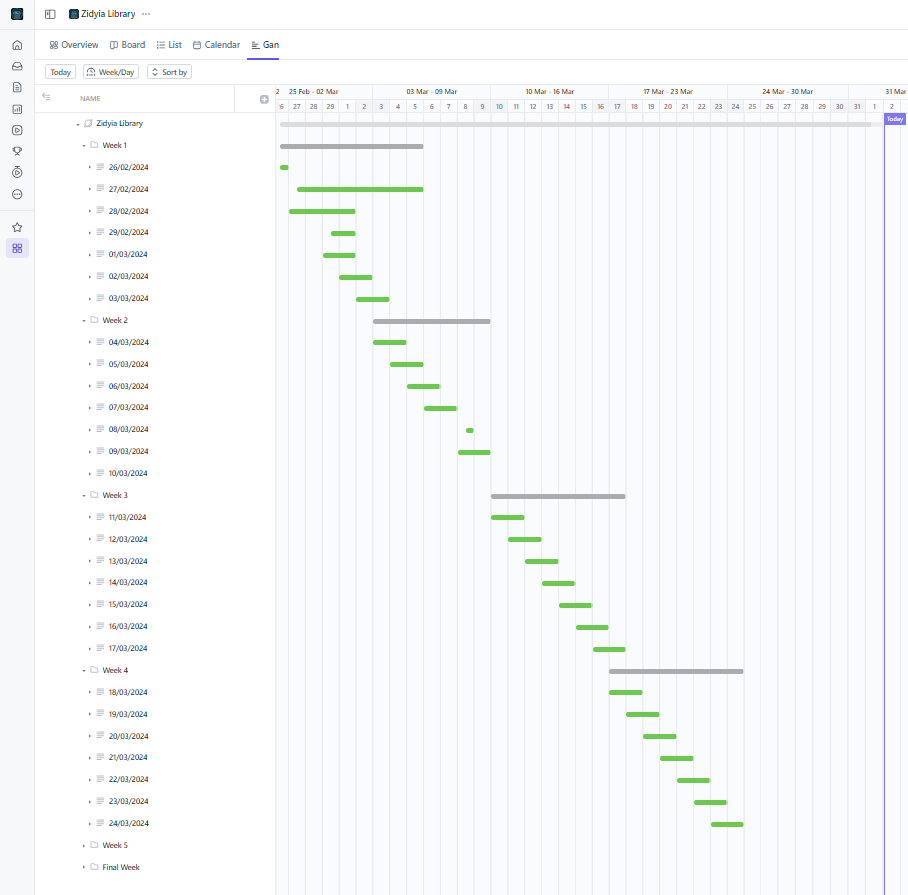 Zidyia Library ...
Overview Board List Calendar Gan
Today Week/Day Sort by
NAME
2 25 Feb - 02 Mar 03 Mar - 09 Mar 10 Mar - 16 Mar 17 Mar - 23 Mar 24 Mar - 30 Mar 31 Mar
26 27 28 29 1 2 3 4 5 6 7 8 9 10 11 12 13 14 15 16 17 18 19 20 21 22 23 24 25 26 27 28 29 30 31 1 2
Today
Zidyia Library
Week 1
26/02/2024
27/02/2024
28/02/2024
29/02/2024
01/03/2024
02/03/2024
03/03/2024
Week 2
04/03/2024
05/03/2024
06/03/2024
07/03/2024
08/03/2024
09/03/2024
10/03/2024
Week 3
11/03/2024
12/03/2024
13/03/2024
14/03/2024
15/03/2024
16/03/2024
17/03/2024
Week 4
18/03/2024
19/03/2024
20/03/2024
21/03/2024
22/03/2024
23/03/2024
24/03/2024
Week 5
Final Week